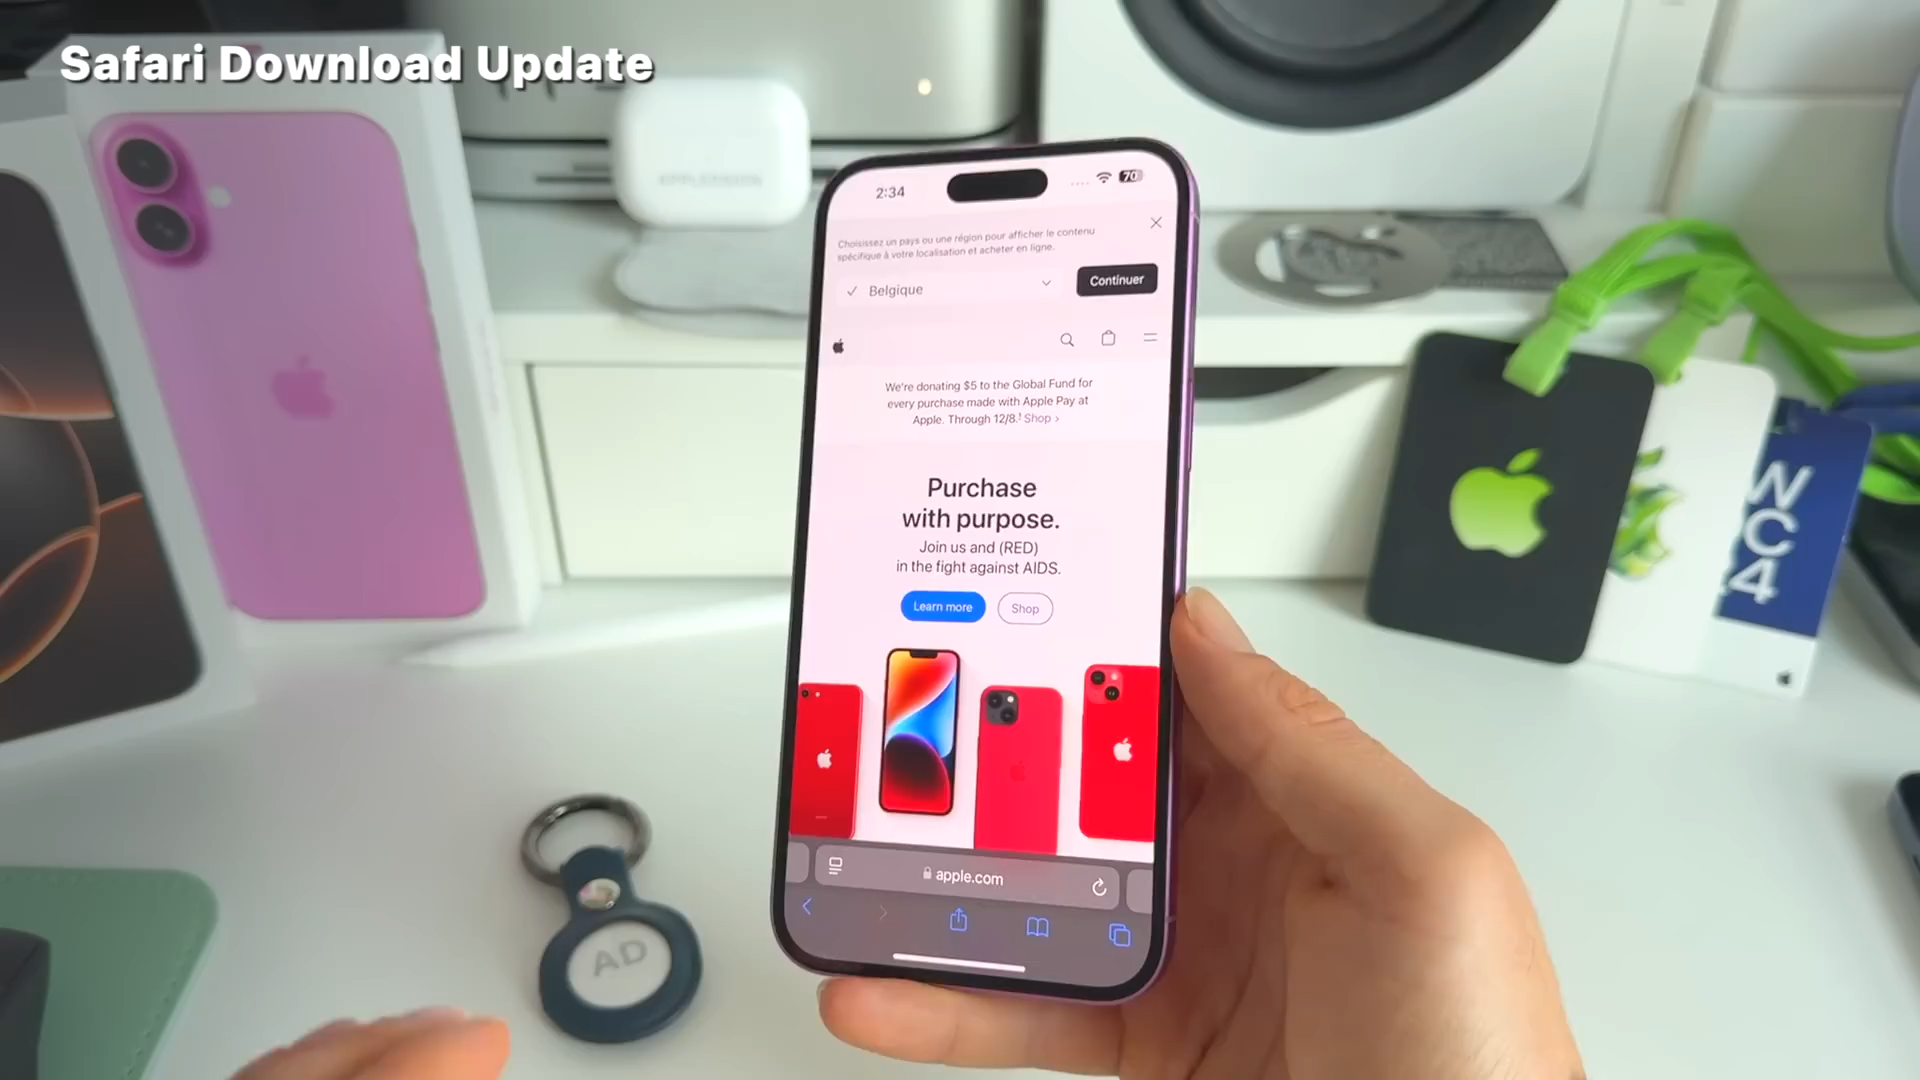 Safari Download Update
2:34
70
Choisissez un pays ou une région pour afficher le contenu
spécifique à votre localisation et acheter en ligne.
Belgique
Continuer
We're donating $5 to the Global Fund for
every purchase made with Apple Pay at
Apple. Through 12/8.¹ Shop >
Purchase
with purpose.
Join us and (RED)
in the fight against AIDS.
Learn more
Shop
apple.com
AD
W
C
4